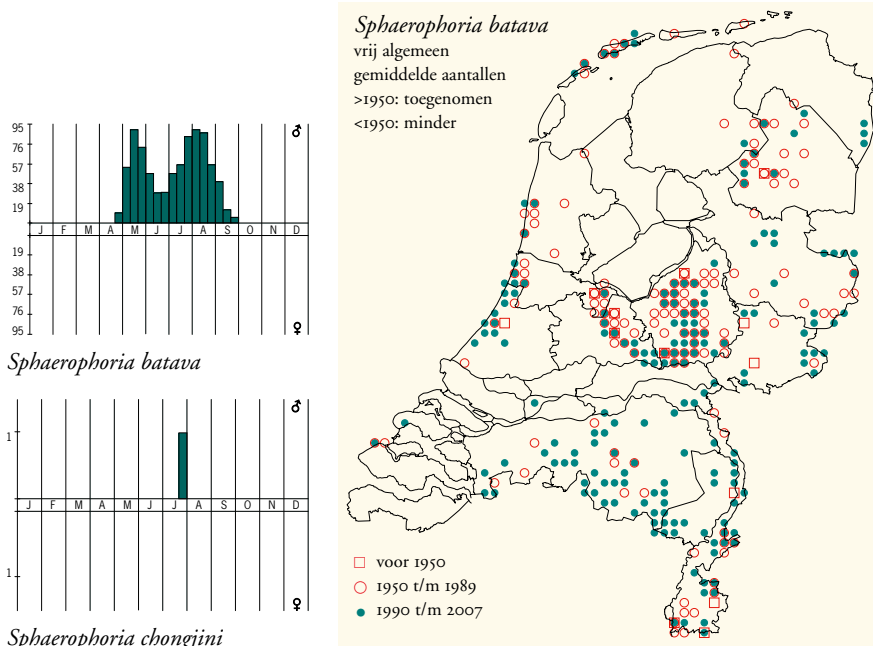 95
76
57
38
19
♂
J F M A M J J A S O N D
19
38
57
76
95
♀
Sphaerophoria batava
1
♂
J F M A M J J A S O N D
1
♀
Sphaerophoria chongjini
Sphaerophoria batava
vrij algemeen
gemiddelde aantallen
>1950: toegenomen
<1950: minder
voor 1950
1950 t/m 1989
1990 t/m 2007